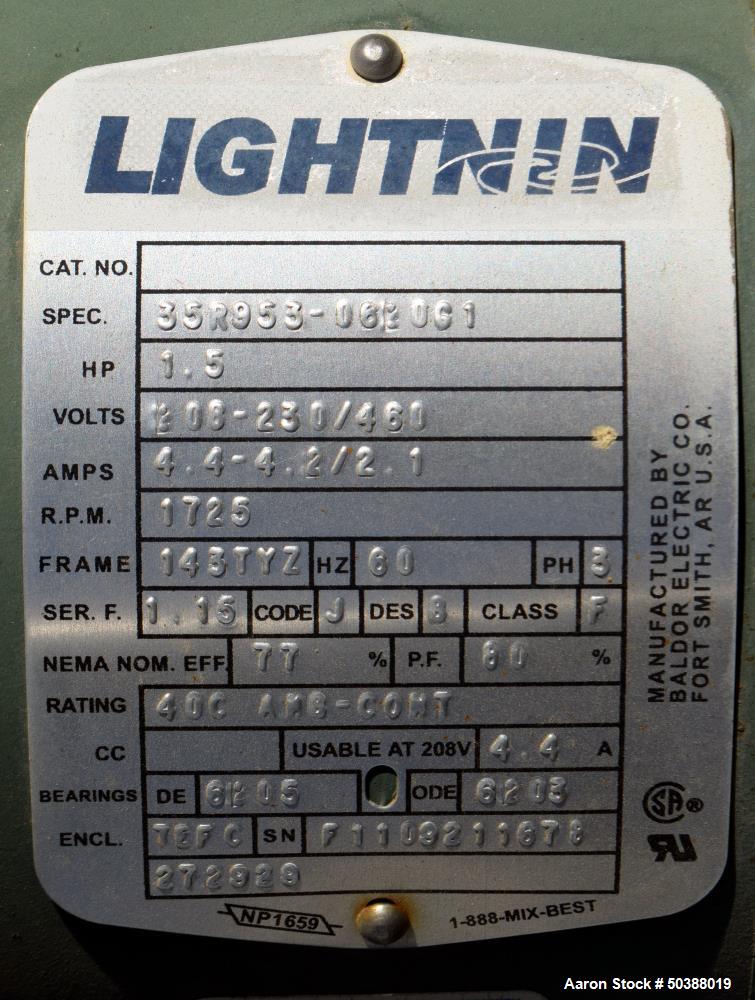 LIGHTNIN
CAT. NO.
SPEC. 35R953-0620G1
HP 1.5
VOLTS 208-230/460
AMPS 4.4-4.2/2.1
R.P.M. 1725
FRAME 143TYZ HZ 60 PH 3
SER. F. 1.15 CODE J DES B CLASS F
NEMA NOM. EFF. 77 % P.F. 80 %
RATING 40C AMB-CONT
CC USABLE AT 208V 4.4 A
BEARINGS DE 6205 ODE 6203
ENCL. TEFC SN F1109211678
272929
NP1659 1-888-MIX-BEST
MANUFACTURED BY
BALDOR ELECTRIC CO.
FORT SMITH, AR U.S.A.
SA ®
Aaron Stock # 50388019